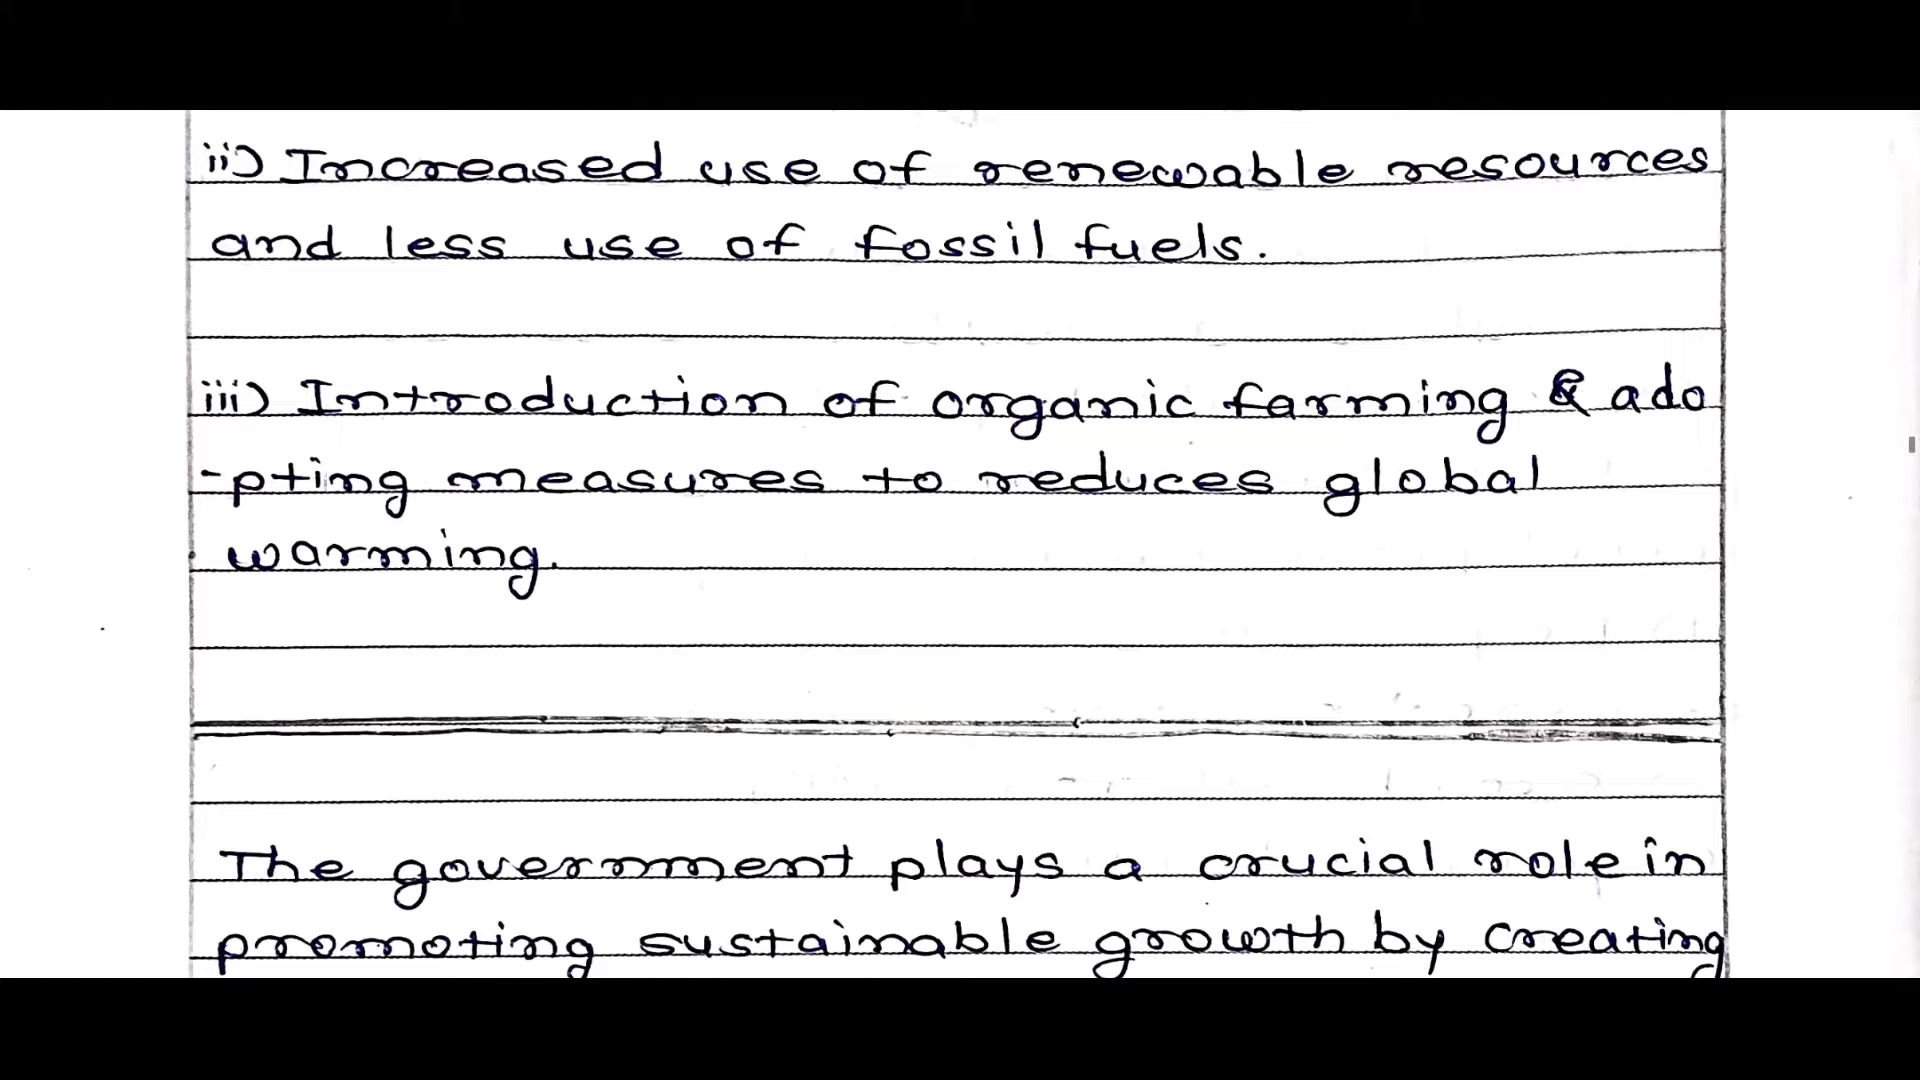 ii) Increased use of renewable resources
and less use of fossil fuels.
iii) Introduction of organic farming & ado
-pting measures to reduces global
warming.
The government plays a crucial role in
promoting sustainable growth by creating